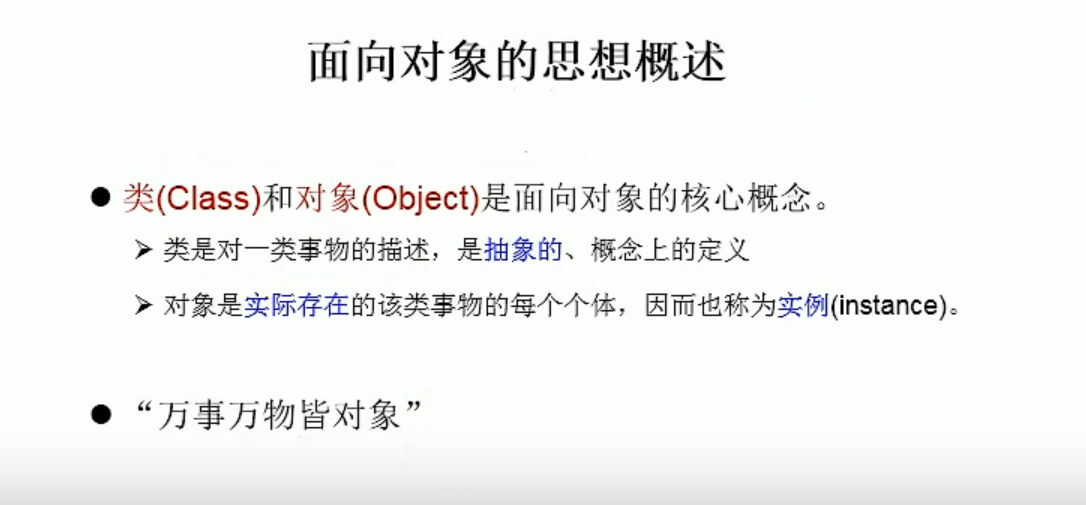 面向对象的思想概述
● 类(Class)和对象(Object)是面向对象的核心概念。
➢ 类是对一类事物的描述，是抽象的、概念上的定义
➢ 对象是实际存在的该类事物的每个个体，因而也称为实例(instance)。
● “万事万物皆对象”